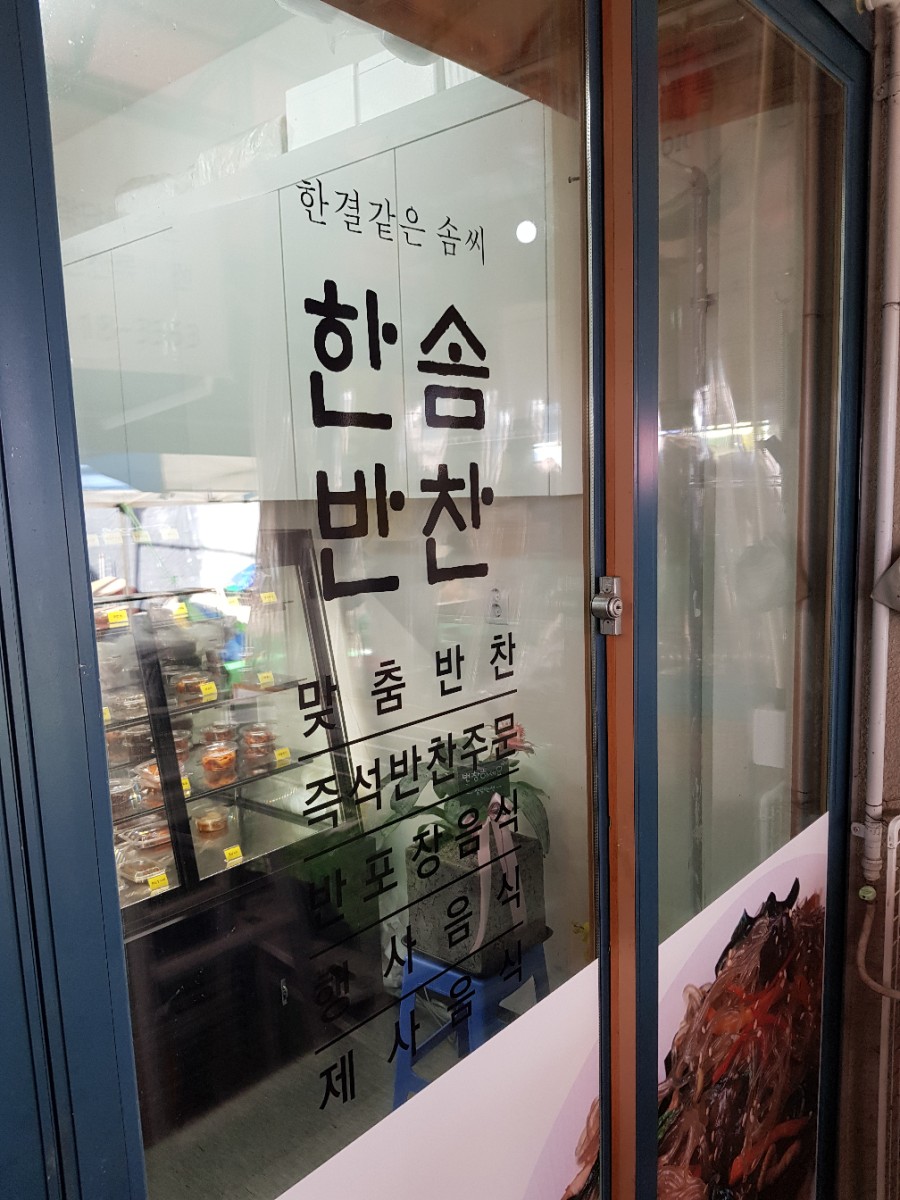 한결같은 솜씨
한솜
반찬
맞춤반찬
즉석반찬주문
반포장음식
행사음식
제사음식